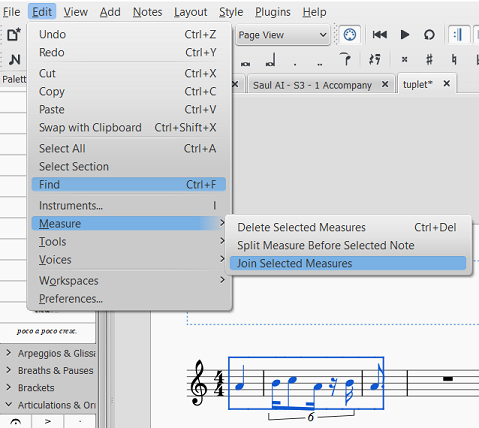 File Edit View Add Notes Layout Style Plugins Help
Undo Ctrl+Z
Redo Ctrl+Y
Cut Ctrl+X
Copy Ctrl+C
Paste Ctrl+V
Swap with Clipboard Ctrl+Shift+X
Select All Ctrl+A
Select Section
Find Ctrl+F
Instruments... I
Measure
Tools
Voices
Workspaces
Preferences...
Page View
Palett
Saul AI - S3 - 1 Accompany
tuplet*
Delete Selected Measures Ctrl+Del
Split Measure Before Selected Note
Join Selected Measures
poco a poco cresc.
Arpeggios & Glissa
Breaths & Pauses
Brackets
Articulations & Or
4
4
6